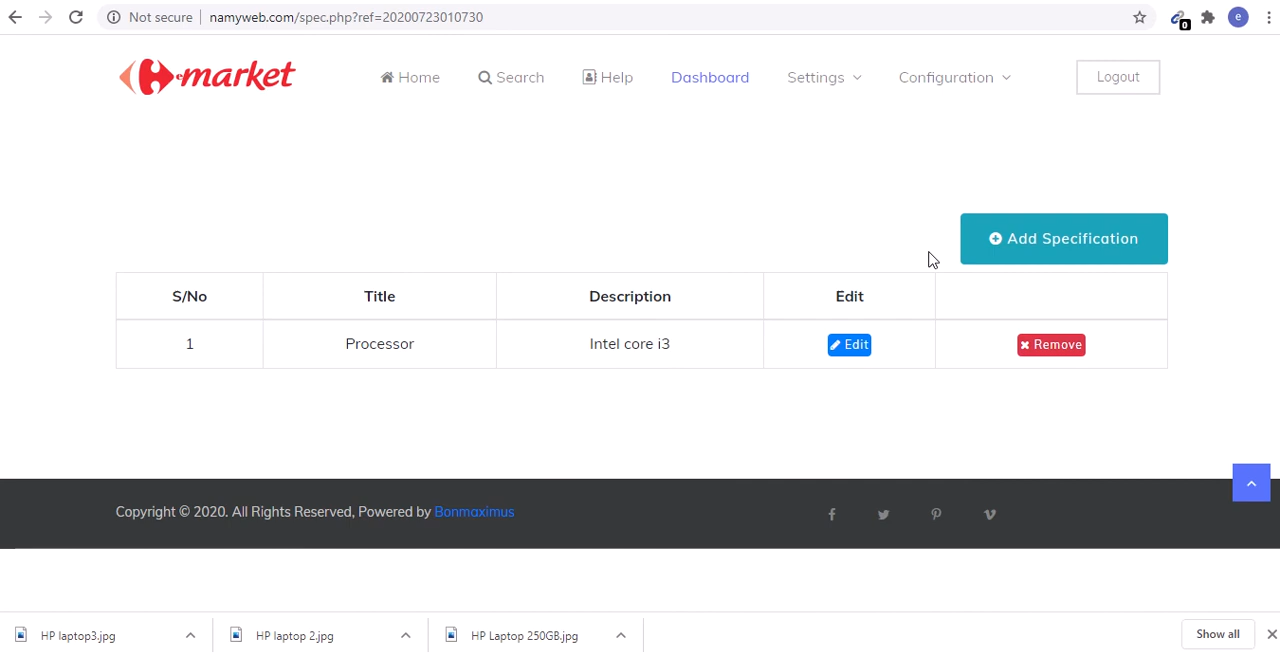 Not secure namyweb.com/spec.php?ref=20200723010730 0 e
e-market Home Search Help Dashboard Settings Configuration Logout
Add Specification
S/No Title Description Edit
1 Processor Intel core i3 Edit Remove
Copyright © 2020. All Rights Reserved, Powered by Bonmaximus
HP laptop3.jpg HP laptop 2.jpg HP Laptop 250GB.jpg Show all